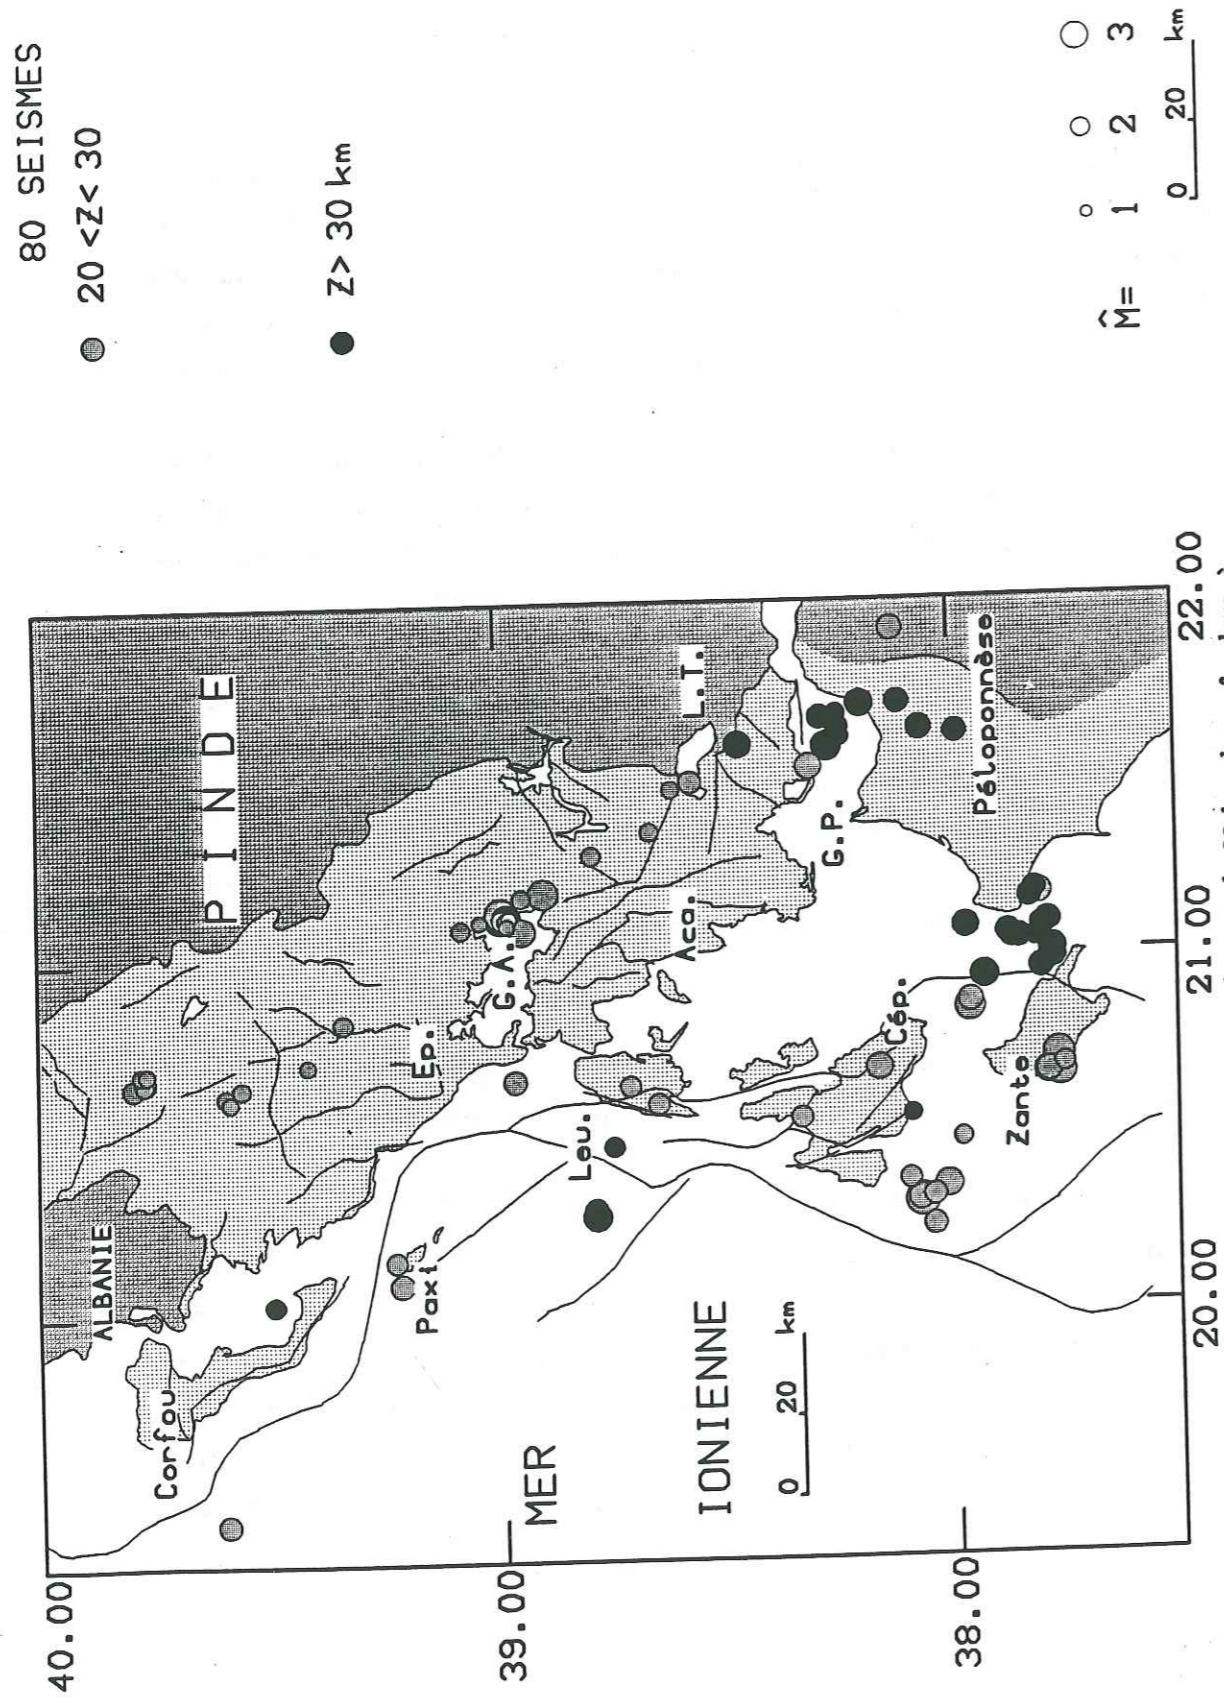 80 SEISMES
20 <Z< 30
Z> 30 km
M̂=
1
2
3
0
20
km
40.00
39.00
38.00
20.00
21.00
22.00
ALBANIE
PINDE
Corfou
Paxi
Ep.
G.A.
L.T.
Leu.
Aca.
G.P.
Cép.
Zante
Péloponnèse
MER
IONIENNE
0
20
km